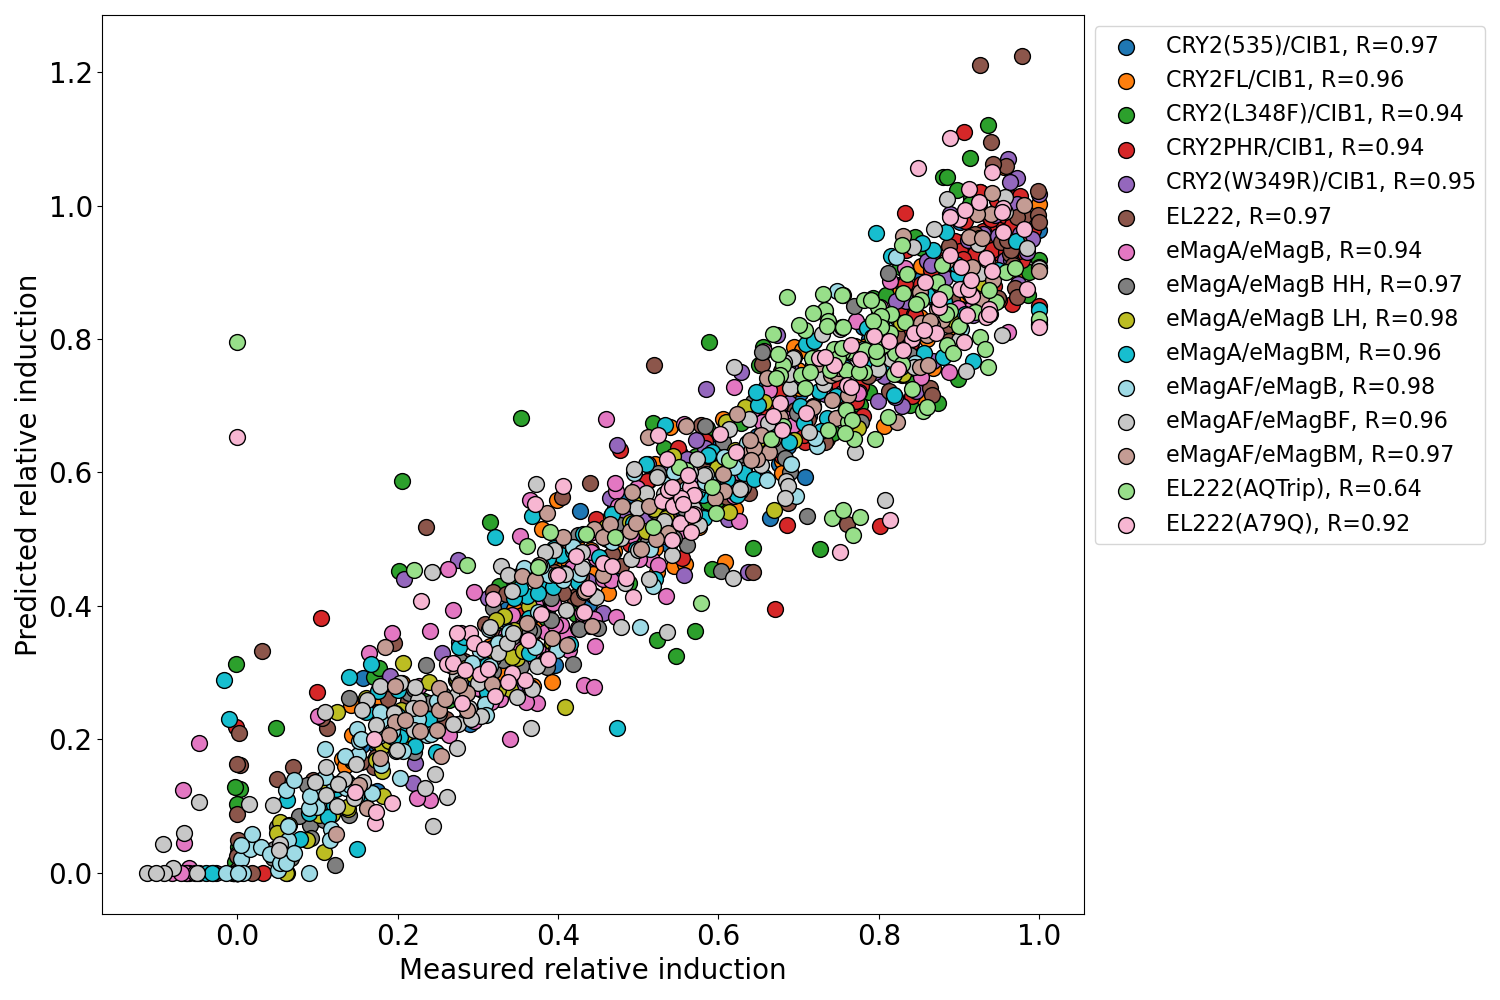 1.2
1.0
0.8
0.6
0.4
0.2
0.0
Predicted relative induction
0.0 0.2 0.4 0.6 0.8 1.0
Measured relative induction
CRY2(535)/CIB1, R=0.97
CRY2FL/CIB1, R=0.96
CRY2(L348F)/CIB1, R=0.94
CRY2PHR/CIB1, R=0.94
CRY2(W349R)/CIB1, R=0.95
EL222, R=0.97
eMagA/eMagB, R=0.94
eMagA/eMagB HH, R=0.97
eMagA/eMagB LH, R=0.98
eMagA/eMagBM, R=0.96
eMagAF/eMagB, R=0.98
eMagAF/eMagBF, R=0.96
eMagAF/eMagBM, R=0.97
EL222(AQTrip), R=0.64
EL222(A79Q), R=0.92